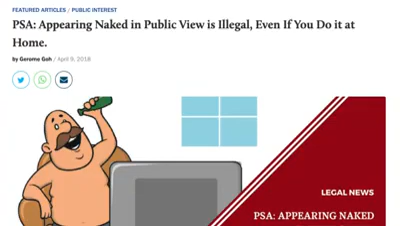 FEATURED ARTICLES / PUBLIC INTEREST
PSA: Appearing Naked in Public View is Illegal, Even If You Do it at
Home.
by Gerome Goh / April 9, 2018
LEGAL NEWS
PSA: APPEARING NAKED